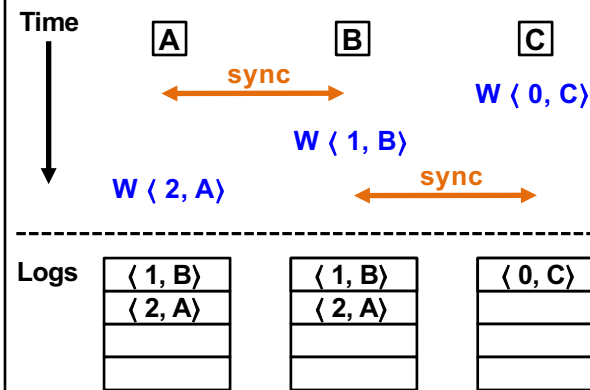 Time
A B C
sync
W ⟨ 0, C⟩
W ⟨ 1, B⟩
W ⟨ 2, A⟩
sync
Logs
⟨ 1, B⟩ ⟨ 1, B⟩ ⟨ 0, C⟩
⟨ 2, A⟩ ⟨ 2, A⟩